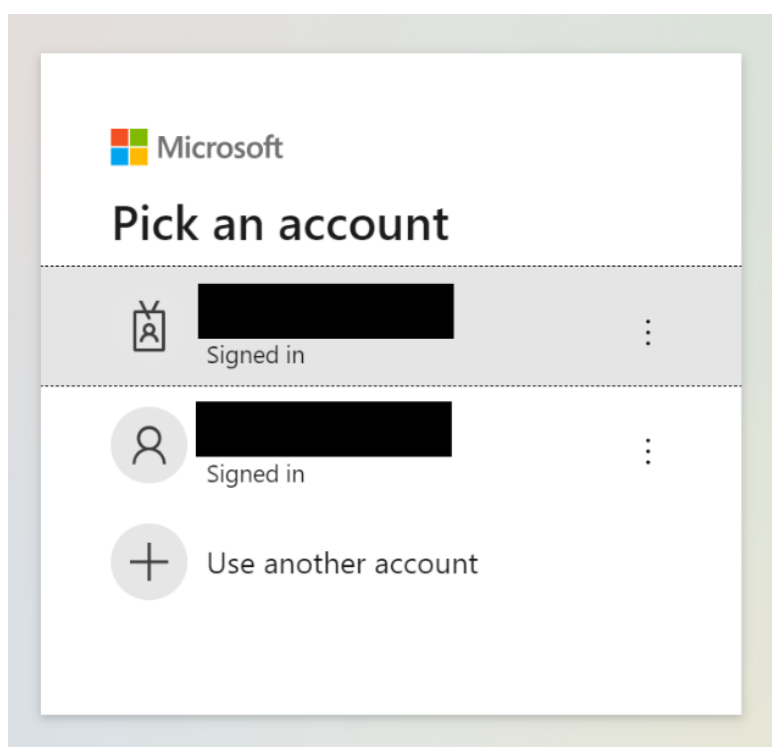 Microsoft
Pick an account
Signed in
Signed in
Use another account